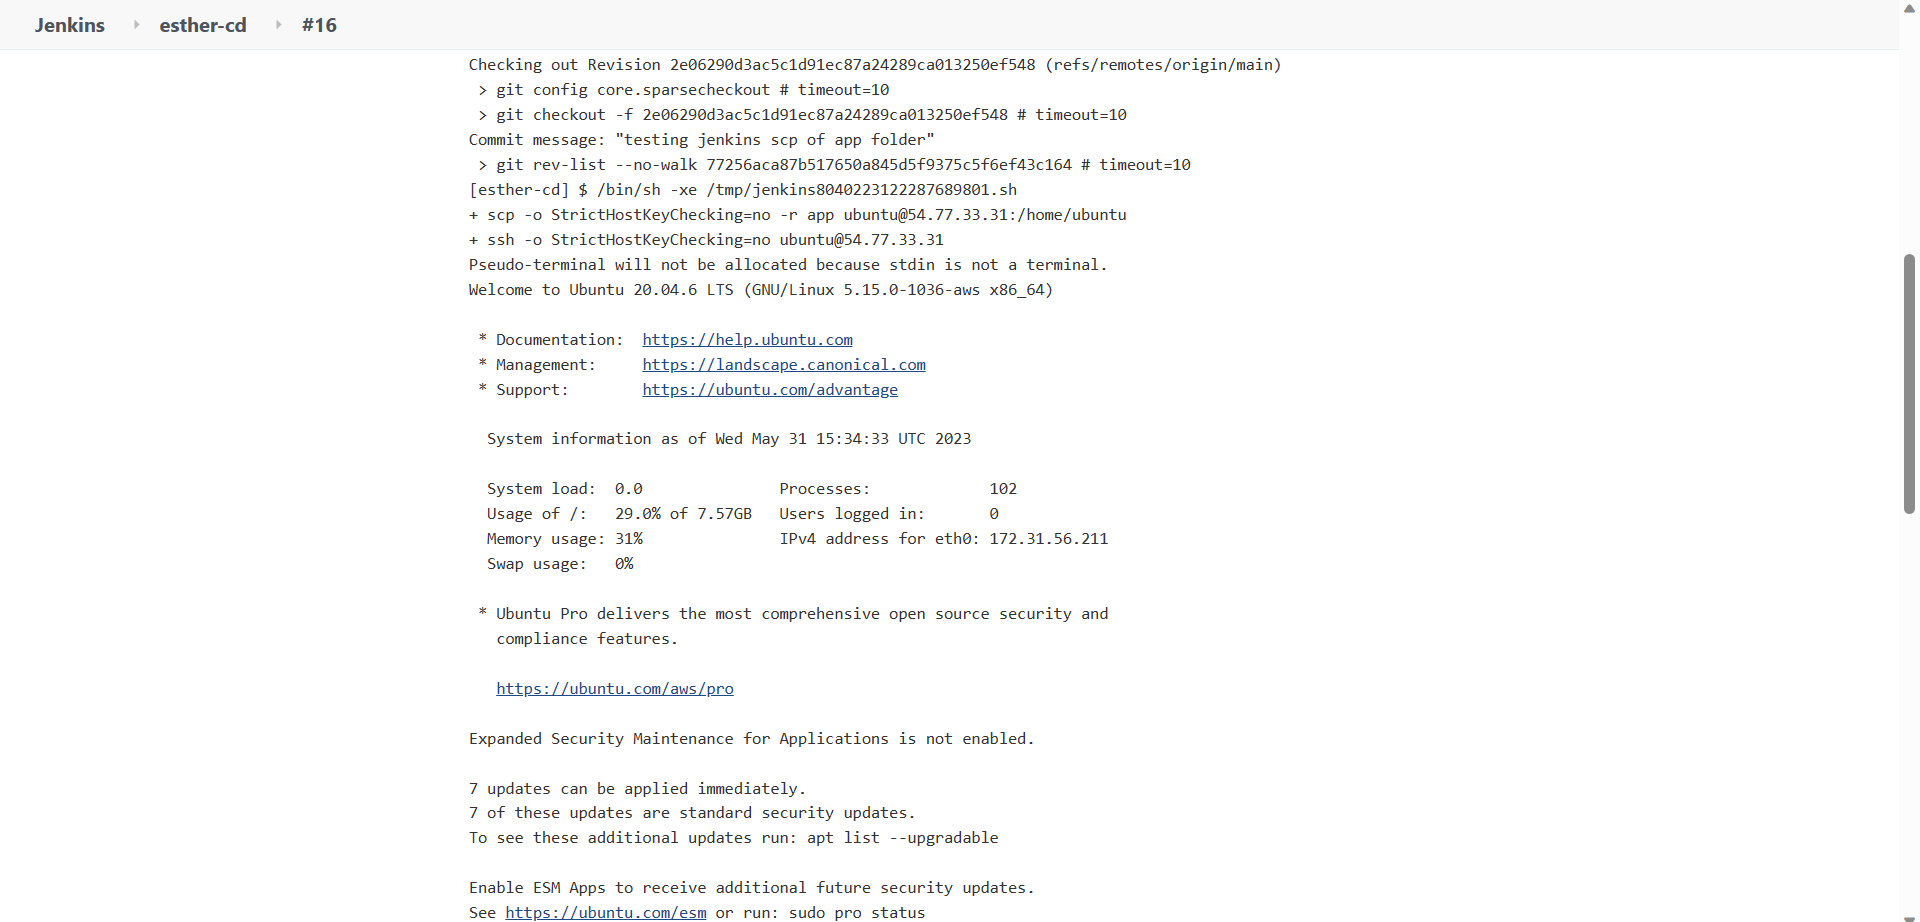 Jenkins esther-cd #16
Checking out Revision 2e06290d3ac5c1d91ec87a24289ca013250ef548 (refs/remotes/origin/main)
> git config core.sparsecheckout # timeout=10
> git checkout -f 2e06290d3ac5c1d91ec87a24289ca013250ef548 # timeout=10
Commit message: "testing jenkins scp of app folder"
> git rev-list --no-walk 77256aca87b517650a845d5f9375c5f6ef43c164 # timeout=10
[esther-cd] $ /bin/sh -xe /tmp/jenkins8040223122287689801.sh
+ scp -o StrictHostKeyChecking=no -r app ubuntu@54.77.33.31:/home/ubuntu
+ ssh -o StrictHostKeyChecking=no ubuntu@54.77.33.31
Pseudo-terminal will not be allocated because stdin is not a terminal.
Welcome to Ubuntu 20.04.6 LTS (GNU/Linux 5.15.0-1036-aws x86_64)
* Documentation: https://help.ubuntu.com
* Management: https://landscape.canonical.com
* Support: https://ubuntu.com/advantage
System information as of Wed May 31 15:34:33 UTC 2023
System load: 0.0 Processes: 102
Usage of /: 29.0% of 7.57GB Users logged in: 0
Memory usage: 31% IPv4 address for eth0: 172.31.56.211
Swap usage: 0%
* Ubuntu Pro delivers the most comprehensive open source security and
compliance features.
https://ubuntu.com/aws/pro
Expanded Security Maintenance for Applications is not enabled.
7 updates can be applied immediately.
7 of these updates are standard security updates.
To see these additional updates run: apt list --upgradable
Enable ESM Apps to receive additional future security updates.
See https://ubuntu.com/esm or run: sudo pro status